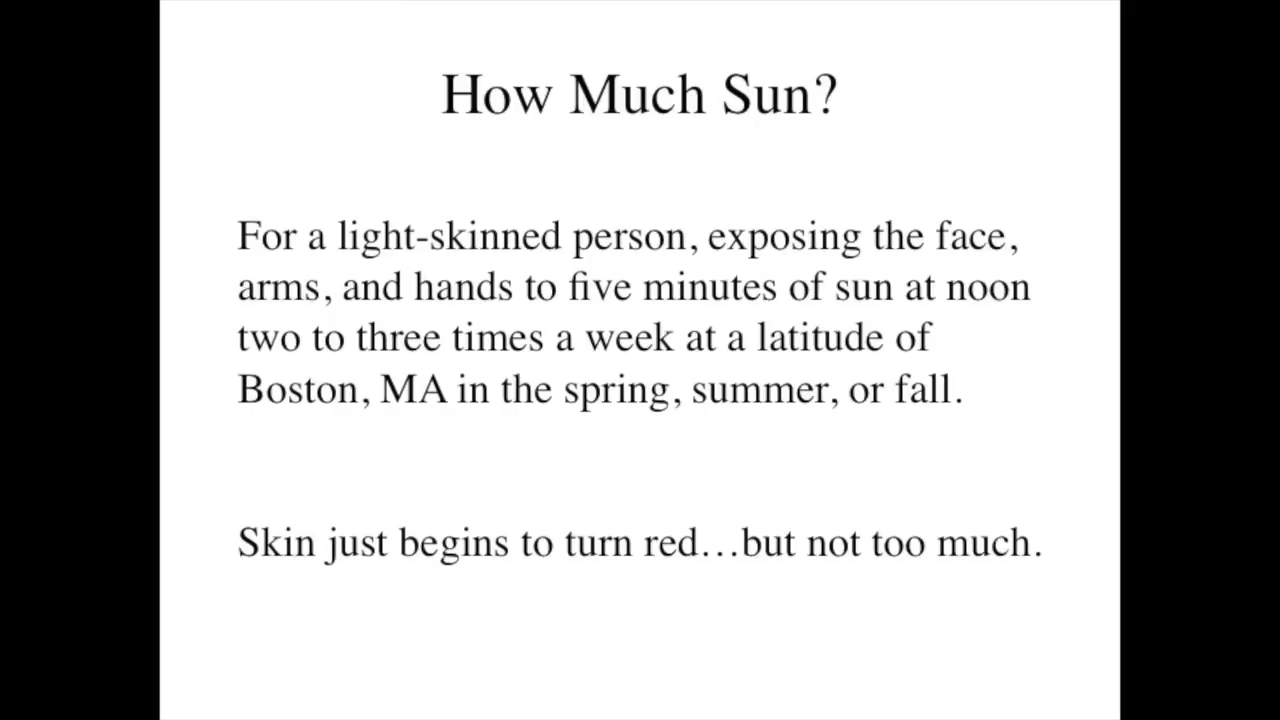 How Much Sun?
For a light-skinned person, exposing the face,
arms, and hands to five minutes of sun at noon
two to three times a week at a latitude of
Boston, MA in the spring, summer, or fall.
Skin just begins to turn red…but not too much.